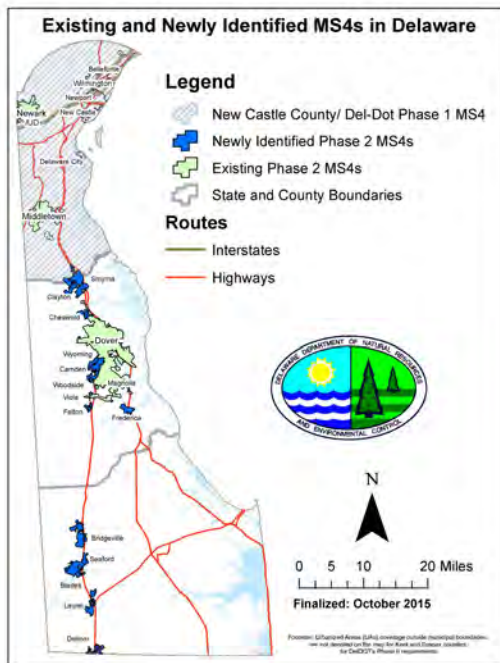 Existing and Newly Identified MS4s in Delaware
Legend
New Castle County/ Del-Dot Phase 1 MS4
Newly Identified Phase 2 MS4s
Existing Phase 2 MS4s
State and County Boundaries
Routes
Interstates
Highways
Bellefonte
Wilmington
Newport
New Castle
Newark
UD
Delaware City
Middletown
Smyrna
Clayton
Cheswold
Dover
Wyoming
Camden
Magnolia
Woodside
Viola
Felton
Frederica
Bridgeville
Seaford
Blades
Laurel
Delmar
DELAWARE DEPARTMENT OF NATURAL RESOURCES
AND ENVIRONMENTAL CONTROL
N
0 5 10 20 Miles
Finalized: October 2015